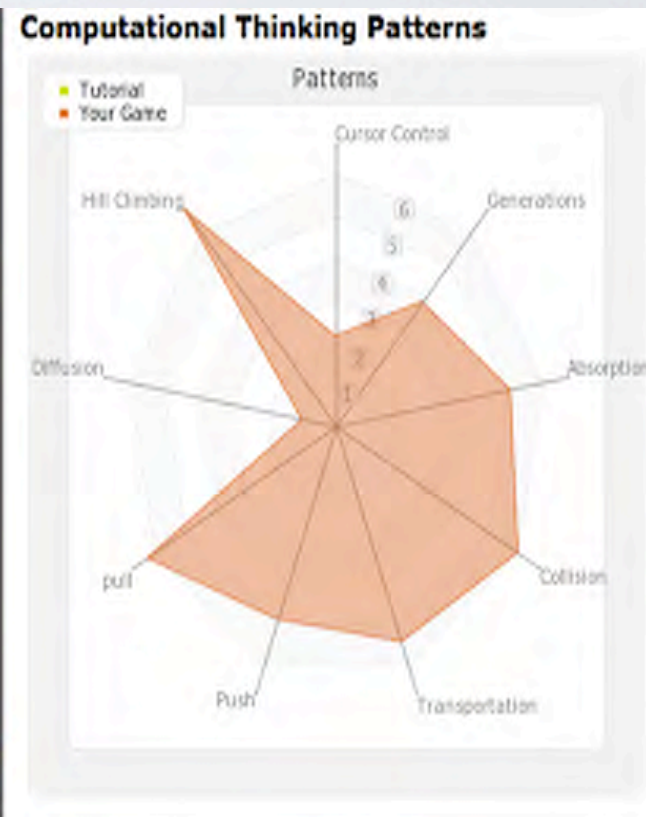 Computational Thinking Patterns
Patterns
Tutorial
Your Game
Cursor Control
Hill Climbing
Generations
6
5
4
3
2
1
Diffusion
Absorption
pull
Collision
Push
Transportation